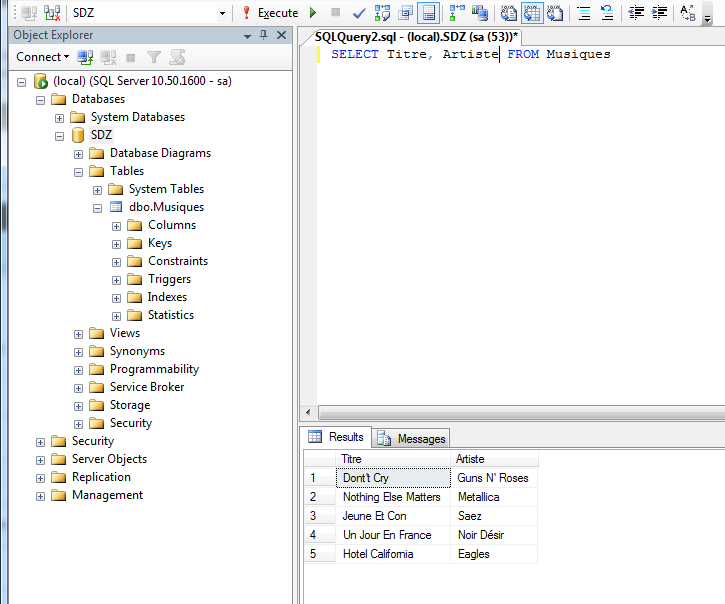 SDZ Execute
Object Explorer
Connect
(local) (SQL Server 10.50.1600 - sa)
Databases
System Databases
SDZ
Database Diagrams
Tables
System Tables
dbo.Musiques
Columns
Keys
Constraints
Triggers
Indexes
Statistics
Views
Synonyms
Programmability
Service Broker
Storage
Security
Security
Server Objects
Replication
Management
SQLQuery2.sql - (local).SDZ (sa (53))*
SELECT Titre, Artiste FROM Musiques
Results Messages
Titre Artiste
1 Dont't Cry Guns N' Roses
2 Nothing Else Matters Metallica
3 Jeune Et Con Saez
4 Un Jour En France Noir Désir
5 Hotel California Eagles